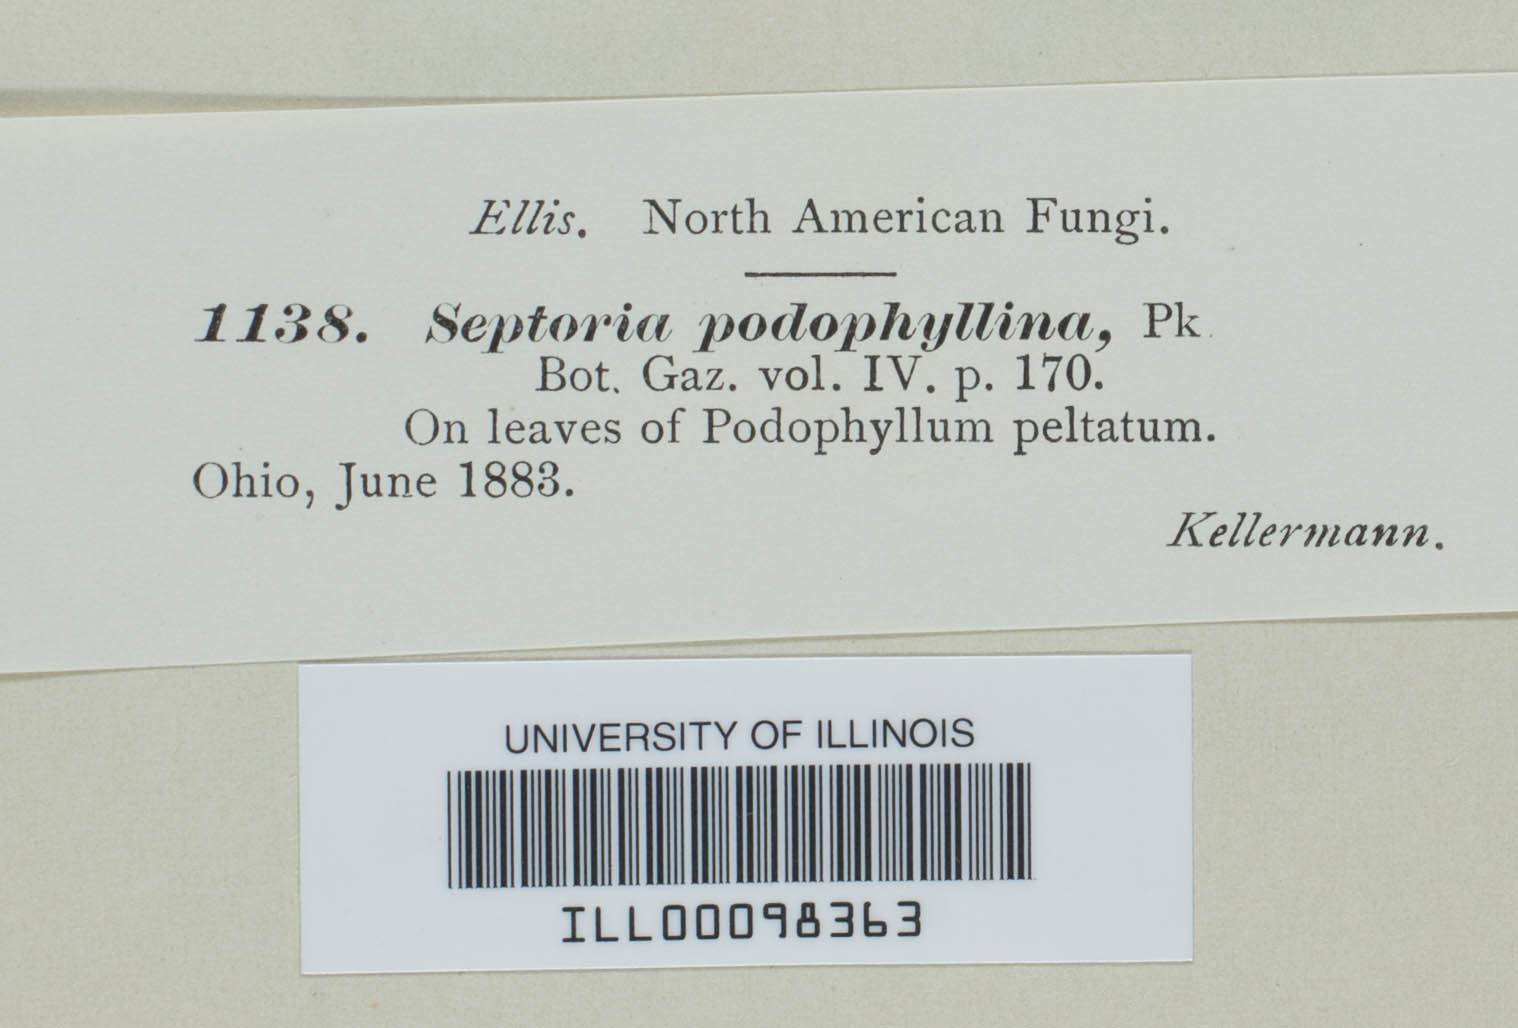 Ellis. North American Fungi.
1138. Septoria podophyllina, Pk.
Bot. Gaz. vol. IV. p. 170.
On leaves of Podophyllum peltatum.
Ohio, June 1883.
Kellermann.
UNIVERSITY OF ILLINOIS
ILL00098363